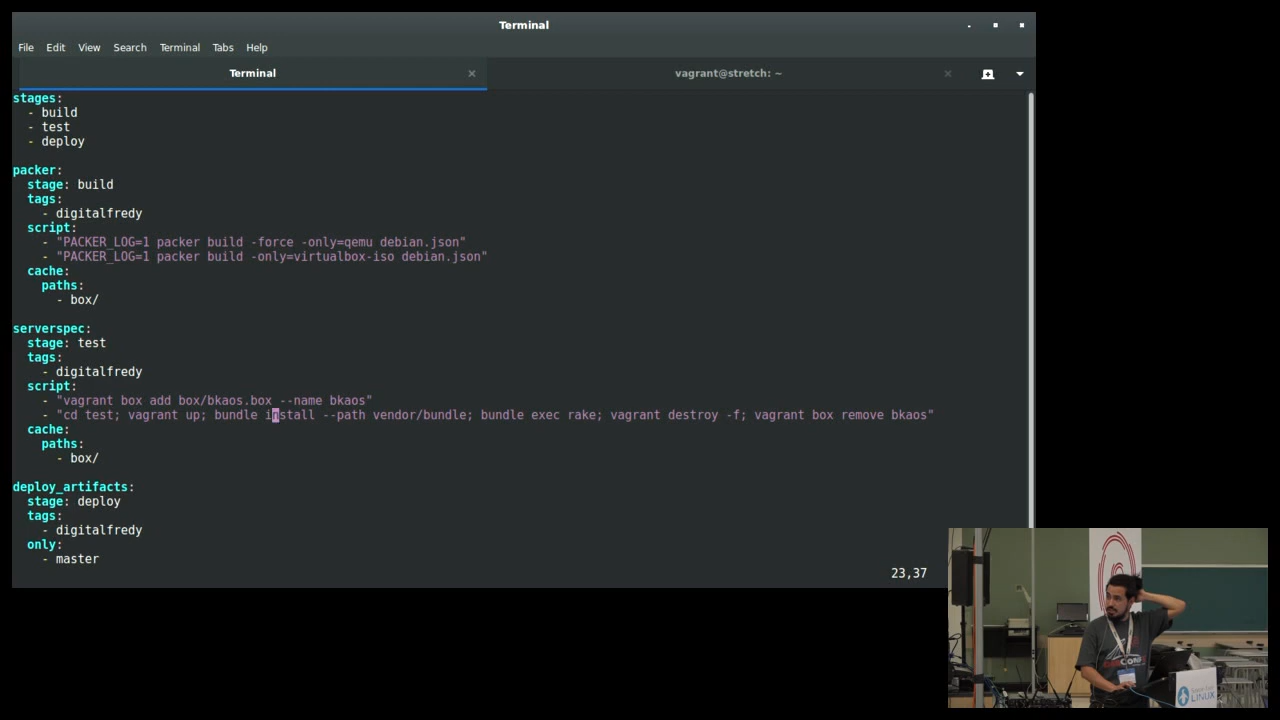 Terminal
File Edit View Search Terminal Tabs Help
Terminal
vagrant@stretch: ~
stages:
  - build
  - test
  - deploy
packer:
  stage: build
  tags:
    - digitalfredy
  script:
    - "PACKER_LOG=1 packer build -force -only=qemu debian.json"
    - "PACKER_LOG=1 packer build -only=virtualbox-iso debian.json"
  cache:
    paths:
      - box/
serverspec:
  stage: test
  tags:
    - digitalfredy
  script:
    - "vagrant box add box/bkaos.box --name bkaos"
    - "cd test; vagrant up; bundle install --path vendor/bundle; bundle exec rake; vagrant destroy -f; vagrant box remove bkaos"
  cache:
    paths:
      - box/
deploy_artifacts:
  stage: deploy
  tags:
    - digitalfredy
  only:
    - master
23,37
LINUX